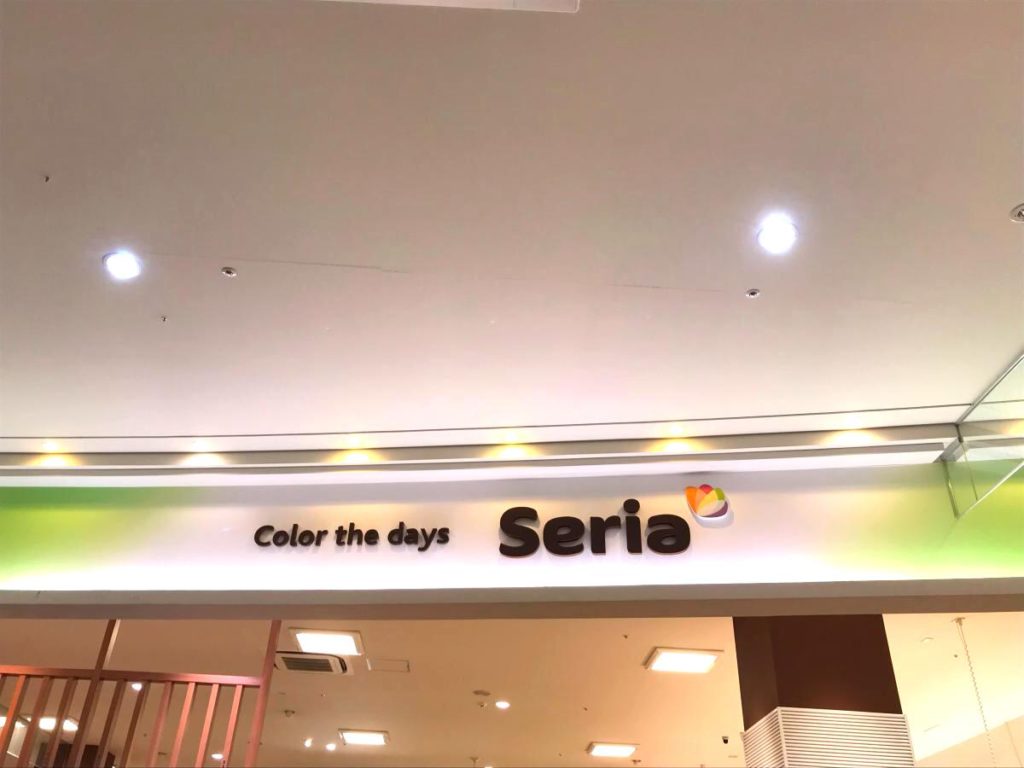 Color the days Seria